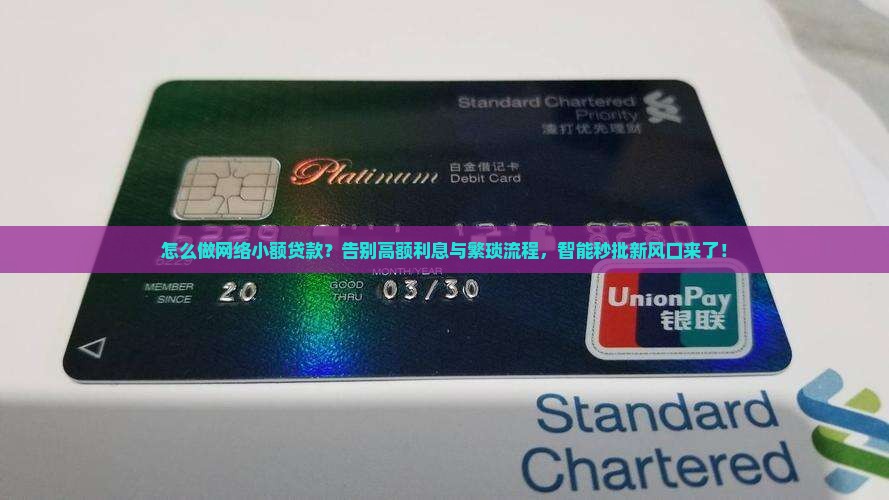 Standard Chartered
Priority
渣打优先理财
Platinum 白金借记卡
Debit Card
怎么做网络小额贷款？告别高额利息与繁琐流程，智能秒批新风口来了！
MONTH/YEAR
MEMBER SINCE 20 GOOD THRU 03/30
UnionPay
银联
Standard
Chartered